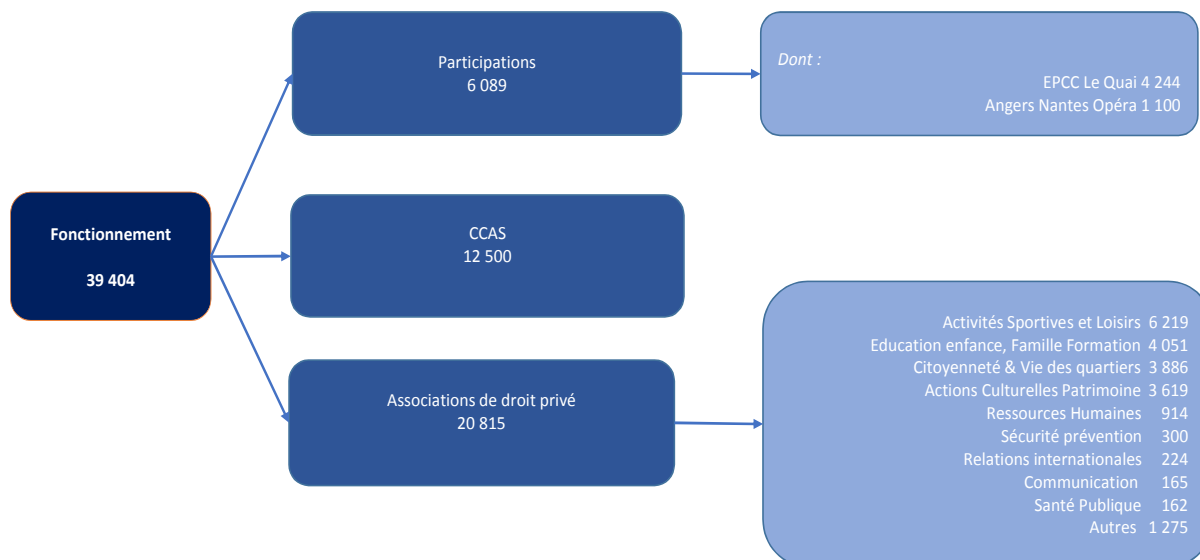 Fonctionnement
39 404
Participations
6 089
Dont :
EPCC Le Quai 4 244
Angers Nantes Opéra 1 100
CCAS
12 500
Associations de droit privé
20 815
Activités Sportives et Loisirs 6 219
Education enfance, Famille Formation 4 051
Citoyenneté & Vie des quartiers 3 886
Actions Culturelles Patrimoine 3 619
Ressources Humaines 914
Sécurité prévention 300
Relations internationales 224
Communication 165
Santé Publique 162
Autres 1 275